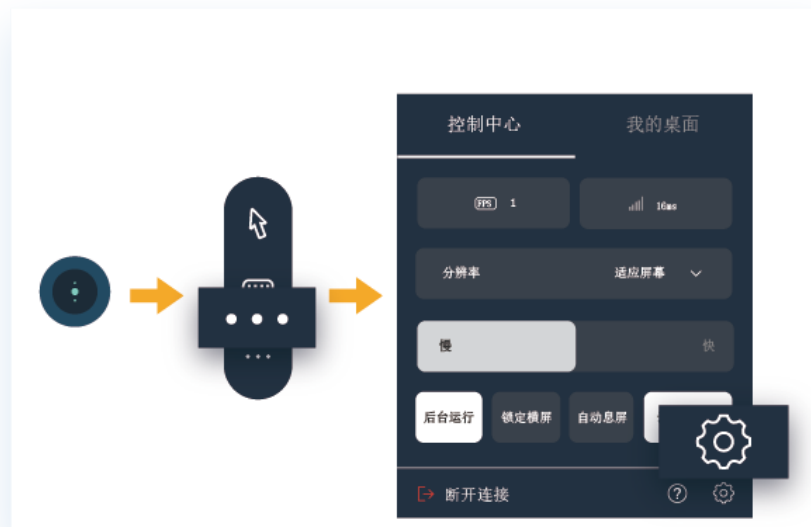 控制中心 我的桌面
FPS 1 16ms
分辨率 适应屏幕
慢 快
后台运行 锁定横屏 自动息屏
断开连接